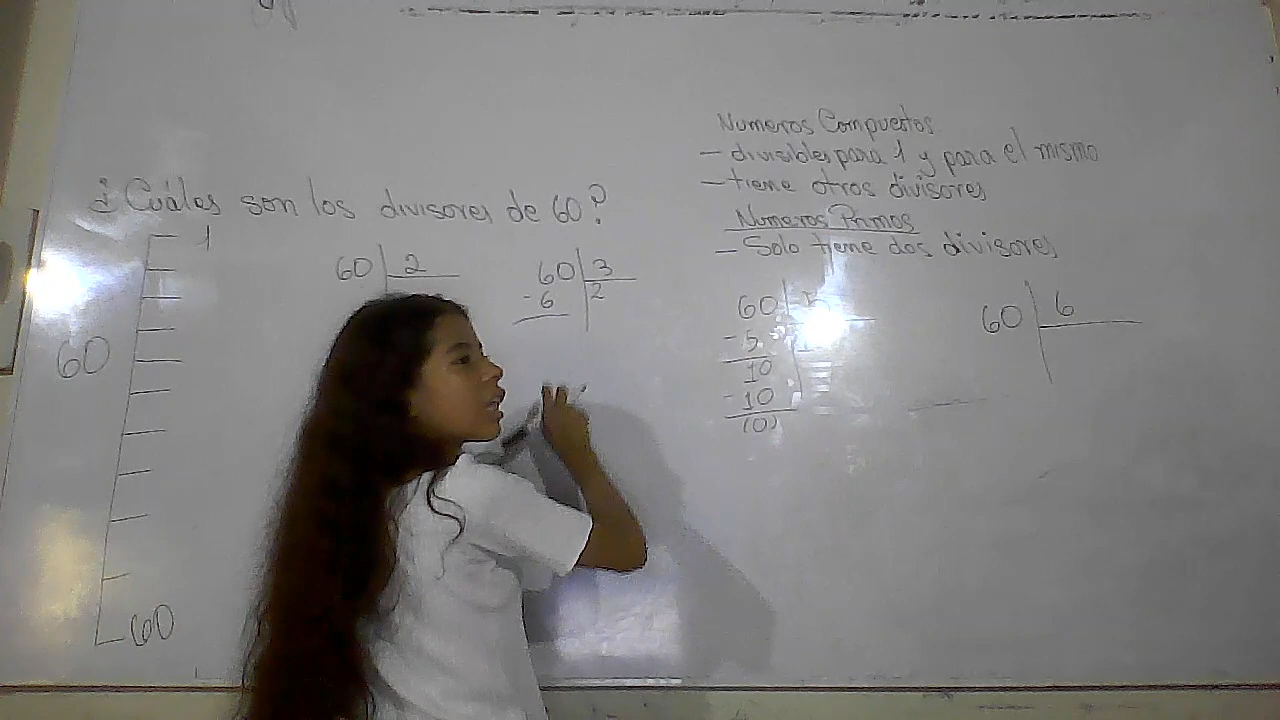 ¿Cuáles son los divisores de 60?
1
60
60
60 2
60 3
-6 2
Numeros Compuestos
- divisibles para 1 y para el mismo
- tiene otros divisores
Numeros Primos
- Solo tiene dos divisores
60
-5
10
-10
(0)
60 6